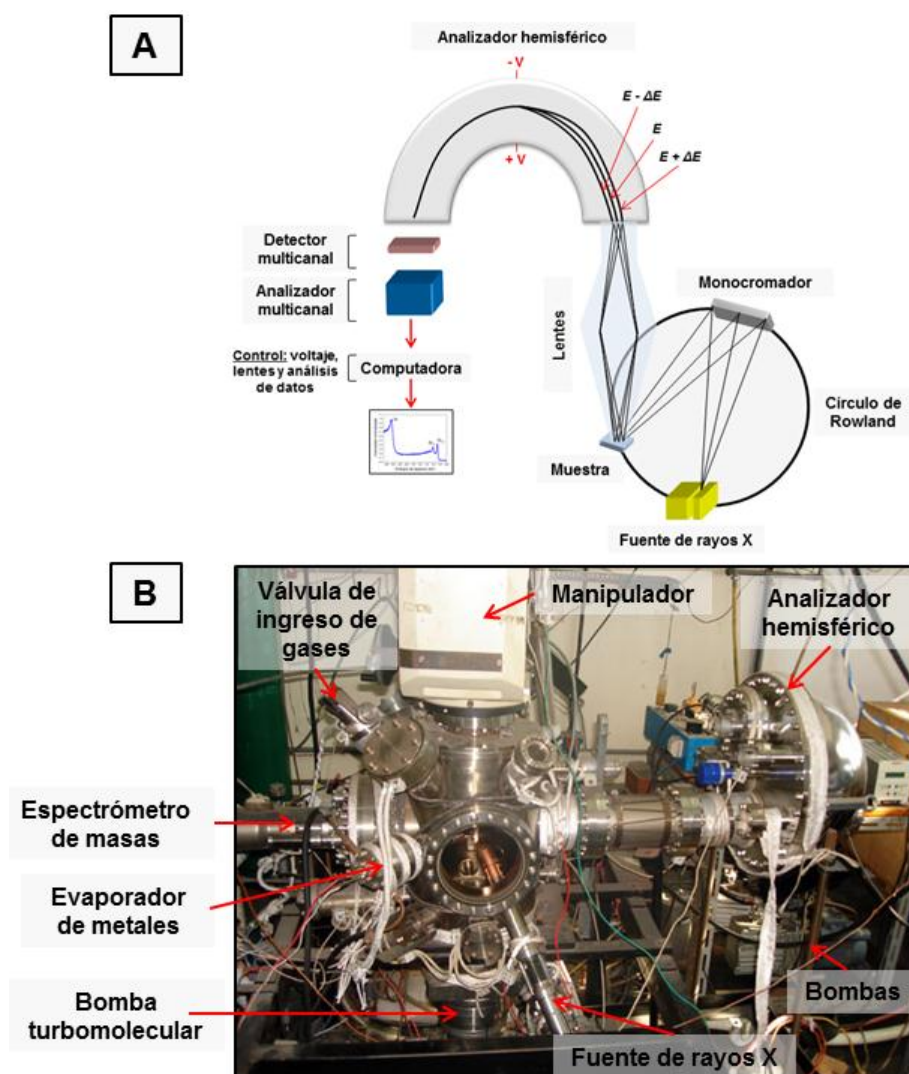 A
Analizador hemisférico
- V
E - ΔE
E
+ V
E + ΔE
Detector
multicanal
Monocromador
Analizador
multicanal
Lentes
Control: voltaje,
lentes y análisis
de datos
Computadora
Círculo de
Rowland
Muestra
Fuente de rayos X
B
Válvula de
ingreso de
gases
Manipulador
Analizador
hemisférico
Espectrómetro
de masas
Evaporador
de metales
Bomba
turbomolecular
Bombas
Fuente de rayos X